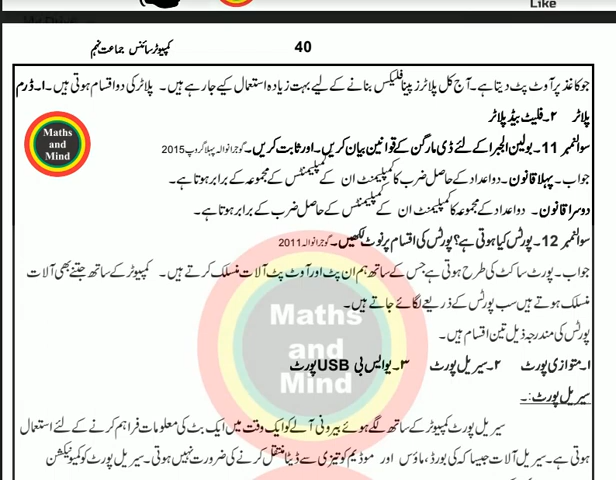 Like
کمپیوٹر سائنس جماعت نہم
40
جو کاغذ پر آوٹ پٹ دیتا ہے۔ آج کل پلاٹرز پینا فلیکس بنانے کے لیے بہت زیادہ استعمال کیے جا رہے ہیں۔ پلاٹر کی دو اقسام ہوتی ہیں۔ ا۔ ڈرم
پلاٹر ۲۔ فلیٹ بیڈ پلاٹر
سوالنمبر 11۔ بولین الجبرا کے لئے ڈی مارگن کے قوانین بیان کریں۔ اور ثابت کریں۔ گوجرانوالہ پہلا گروپ 2015
جواب۔ پہلا قانون۔ دو اعداد کے حاصل ضرب کا کمپلیمنٹ ان کے کمپلیمنٹس کے مجموعہ کے برابر ہوتا ہے۔
دوسرا قانون۔ دو اعداد کے مجموعہ کا کمپلیمنٹ ان کے کمپلیمنٹس کے حاصل ضرب کے برابر ہوتا ہے۔
سوالنمبر 12۔ پورٹس کیا ہوتی ہے؟ پورٹس کی اقسام پر نوٹ لکھیں۔ گوجرانوالہ 2011
جواب۔ پورٹ ساکٹ کی طرح ہوتی ہے جس کے ساتھ ہم ان پٹ اور آوٹ پٹ آلات منسلک کرتے ہیں۔ کمپیوٹر کے ساتھ جتنے بھی آلات
منسلک ہوتے ہیں سب پورٹس کے ذریعے لگائے جاتے ہیں۔
پورٹس کی مندرجہ ذیل تین اقسام ہیں۔
ا۔ متوازی پورٹ ۲۔ سیریل پورٹ ۳۔ یو ایس بی USB پورٹ
سیریل پورٹ:۔
سیریل پورٹ کمپیوٹر کے ساتھ لگے ہوئے بیرونی آلے کو ایک وقت میں ایک بٹ کی معلومات فراہم کرنے کے لئے استعمال
ہوتی ہے۔ سیریل آلات جیسا کہ کی بورڈ، ماؤس اور موڈیم کو تیزی سے ڈیٹا منتقل کرنے کی ضرورت نہیں ہوتی۔ سیریل پورٹ کو کمیونیکشن
Maths
and
Mind
Maths
and
Mind